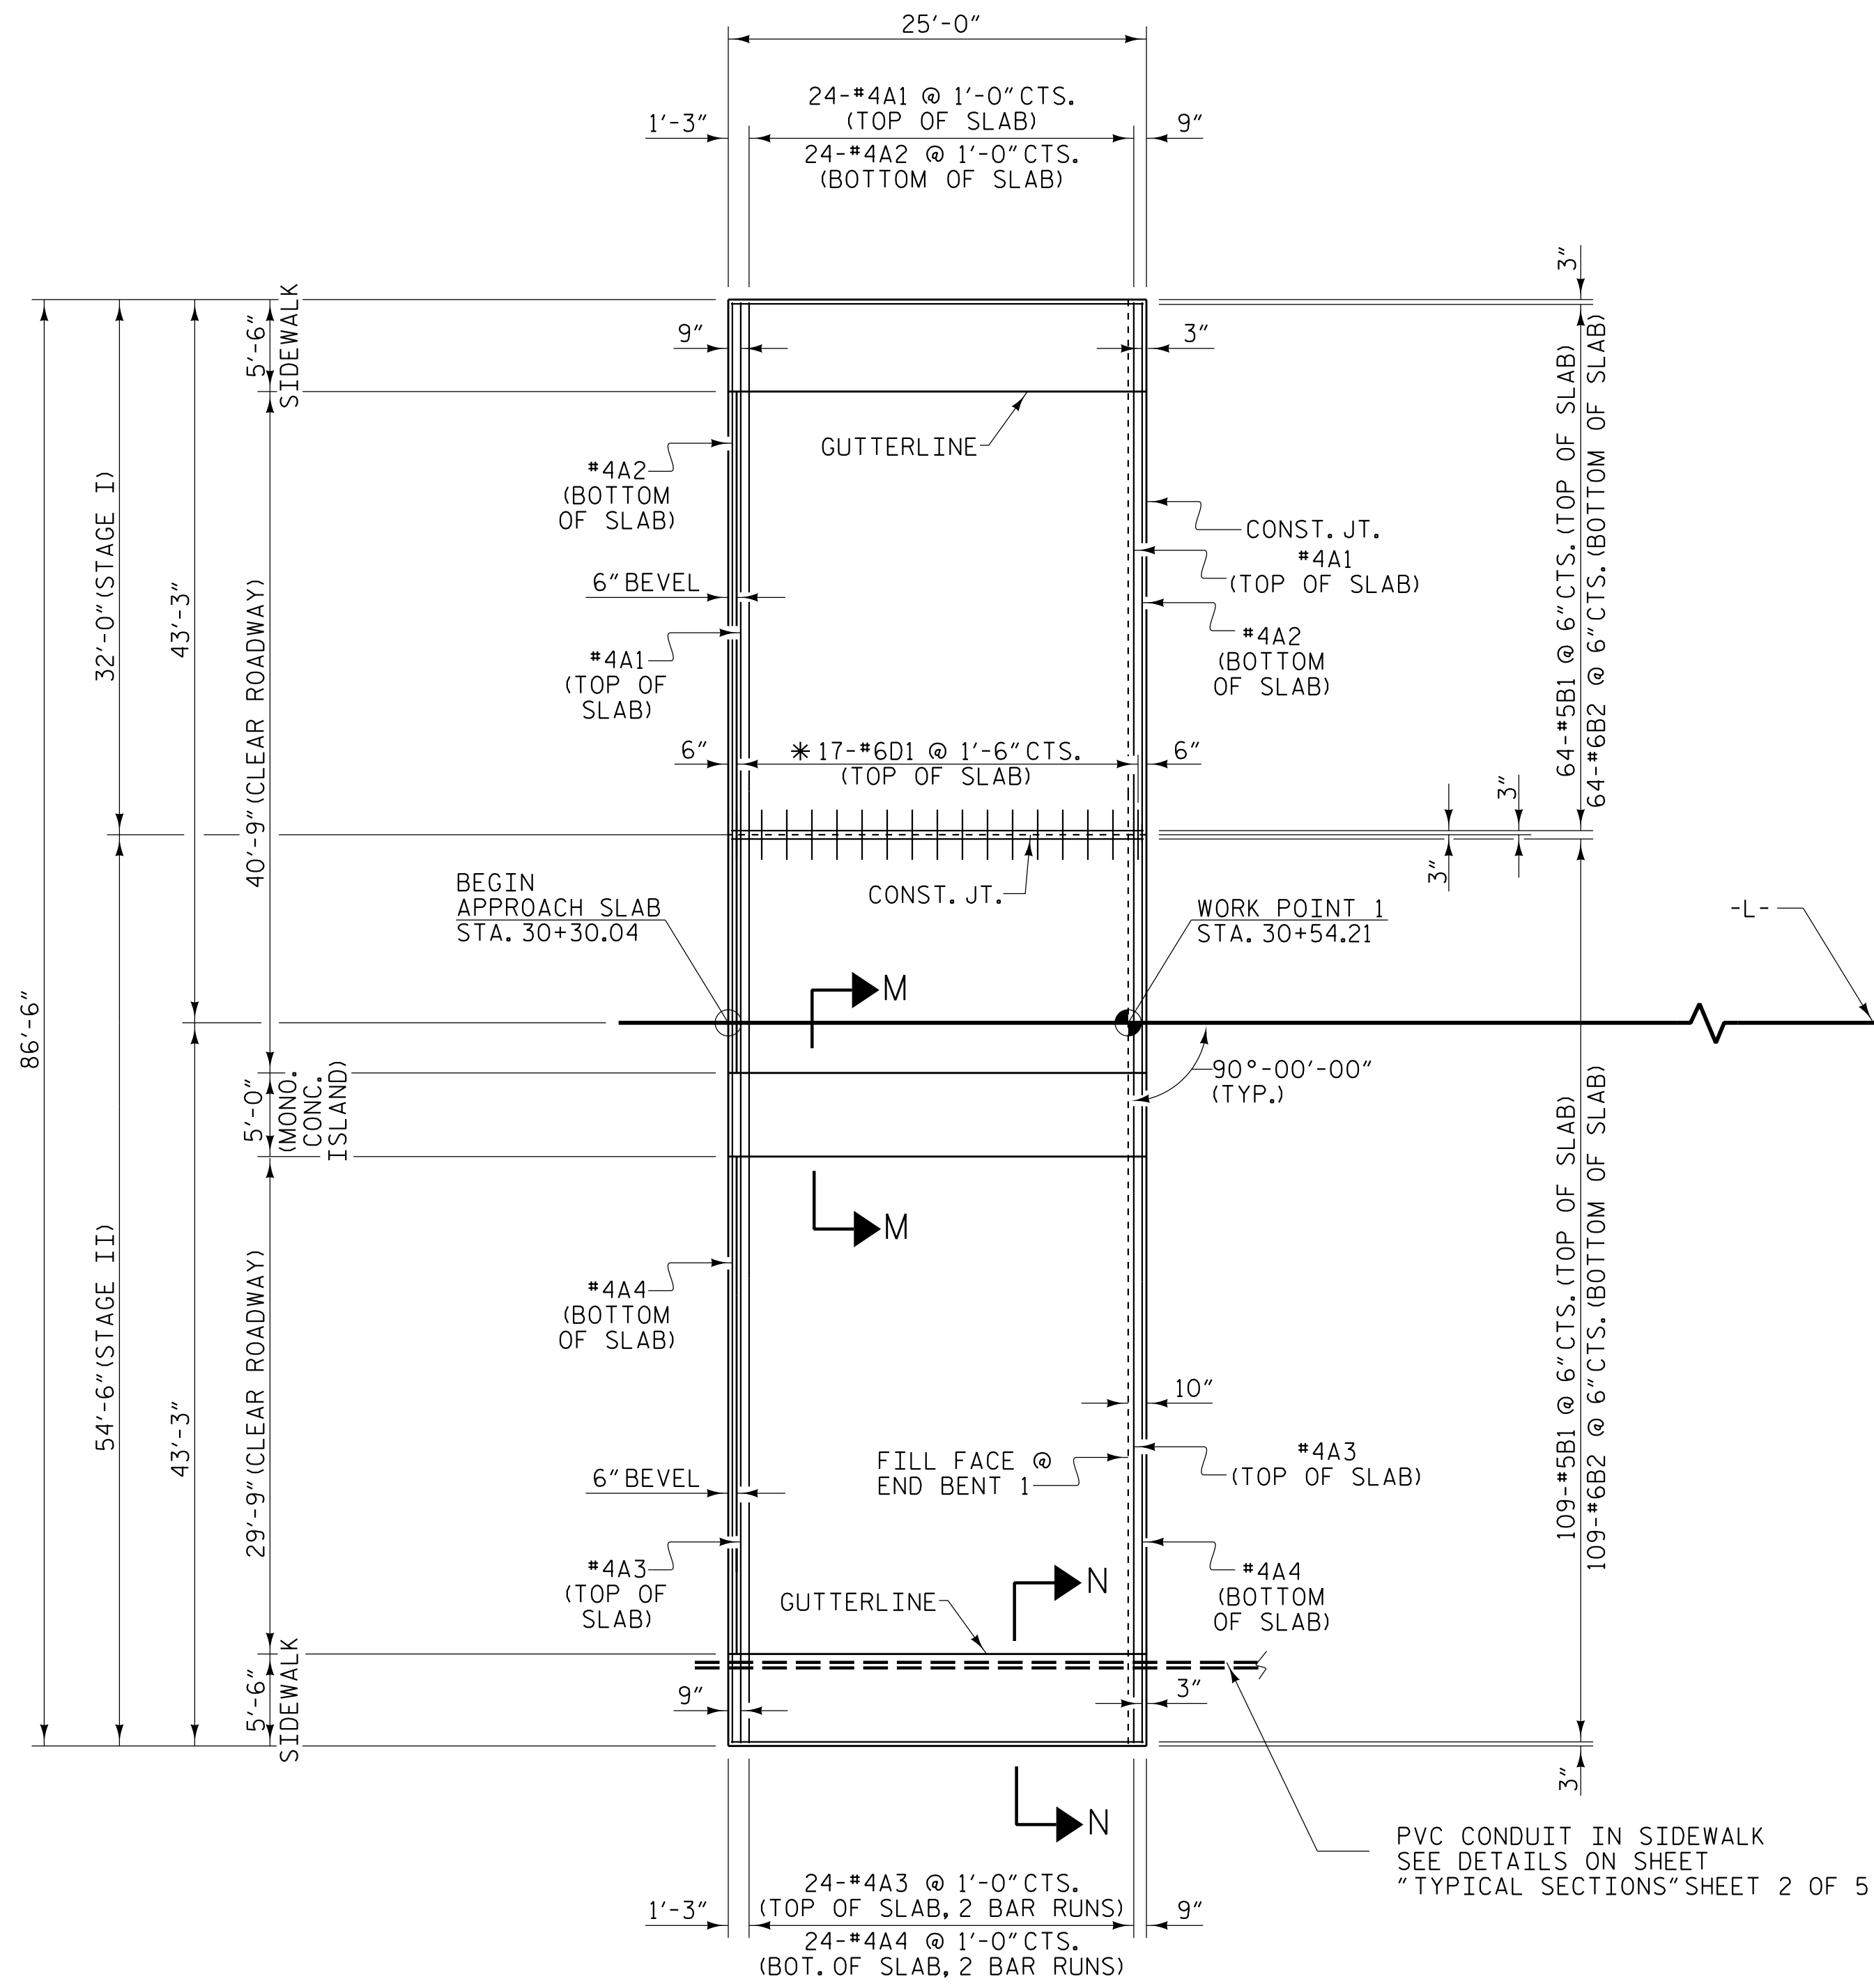 25'-0"
24-#4A1 @ 1'-0" CTS.
(TOP OF SLAB)
1'-3"
9"
24-#4A2 @ 1'-0" CTS.
(BOTTOM OF SLAB)
3"
5'-6"
SIDEWALK
9"
3"
GUTTERLINE
#4A2
(BOTTOM
OF SLAB)
CONST. JT.
#4A1
(TOP OF SLAB)
6" BEVEL
#4A2
(BOTTOM
OF SLAB)
#4A1
(TOP OF
SLAB)
32'-0" (STAGE I)
43'-3"
40'-9" (CLEAR ROADWAY)
64-#5B1 @ 6" CTS. (TOP OF SLAB)
64-#6B2 @ 6" CTS. (BOTTOM OF SLAB)
6"
* 17-#6D1 @ 1'-6" CTS.
(TOP OF SLAB)
6"
3"
3"
CONST. JT.
BEGIN
APPROACH SLAB
STA. 30+30.04
WORK POINT 1
STA. 30+54.21
-L-
M
86'-6"
90°-00'-00"
(TYP.)
5'-0"
(MONO.
CONC.
ISLAND)
M
54'-6" (STAGE II)
43'-3"
29'-9" (CLEAR ROADWAY)
109-#5B1 @ 6" CTS. (TOP OF SLAB)
109-#6B2 @ 6" CTS. (BOTTOM OF SLAB)
#4A4
(BOTTOM
OF SLAB)
10"
FILL FACE @
END BENT 1
#4A3
(TOP OF SLAB)
6" BEVEL
#4A3
(TOP OF
SLAB)
N
#4A4
(BOTTOM
OF SLAB)
GUTTERLINE
5'-6"
SIDEWALK
9"
3"
3"
N
PVC CONDUIT IN SIDEWALK
SEE DETAILS ON SHEET
"TYPICAL SECTIONS" SHEET 2 OF 5
24-#4A3 @ 1'-0" CTS.
(TOP OF SLAB, 2 BAR RUNS)
1'-3"
9"
24-#4A4 @ 1'-0" CTS.
(BOT. OF SLAB, 2 BAR RUNS)